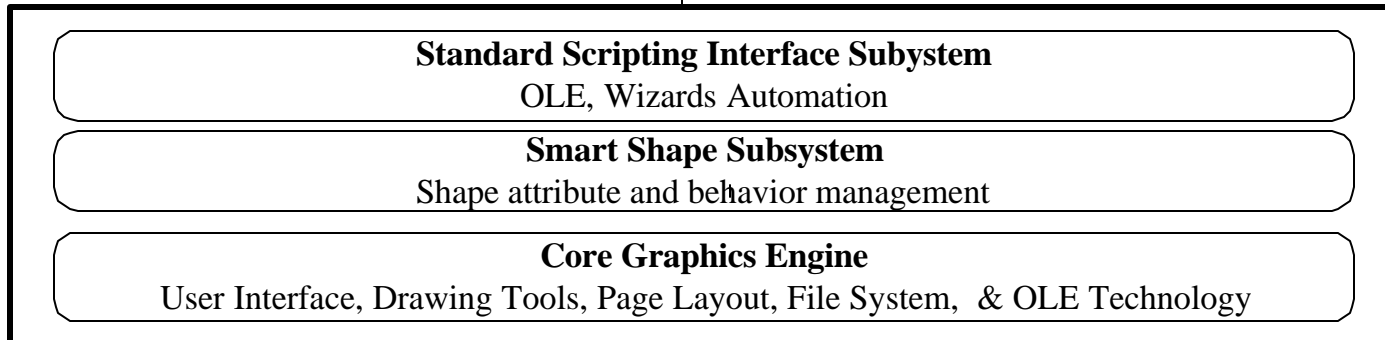 Standard Scripting Interface Subystem
OLE, Wizards Automation
Smart Shape Subsystem
Shape attribute and behavior management
Core Graphics Engine
User Interface, Drawing Tools, Page Layout, File System, & OLE Technology